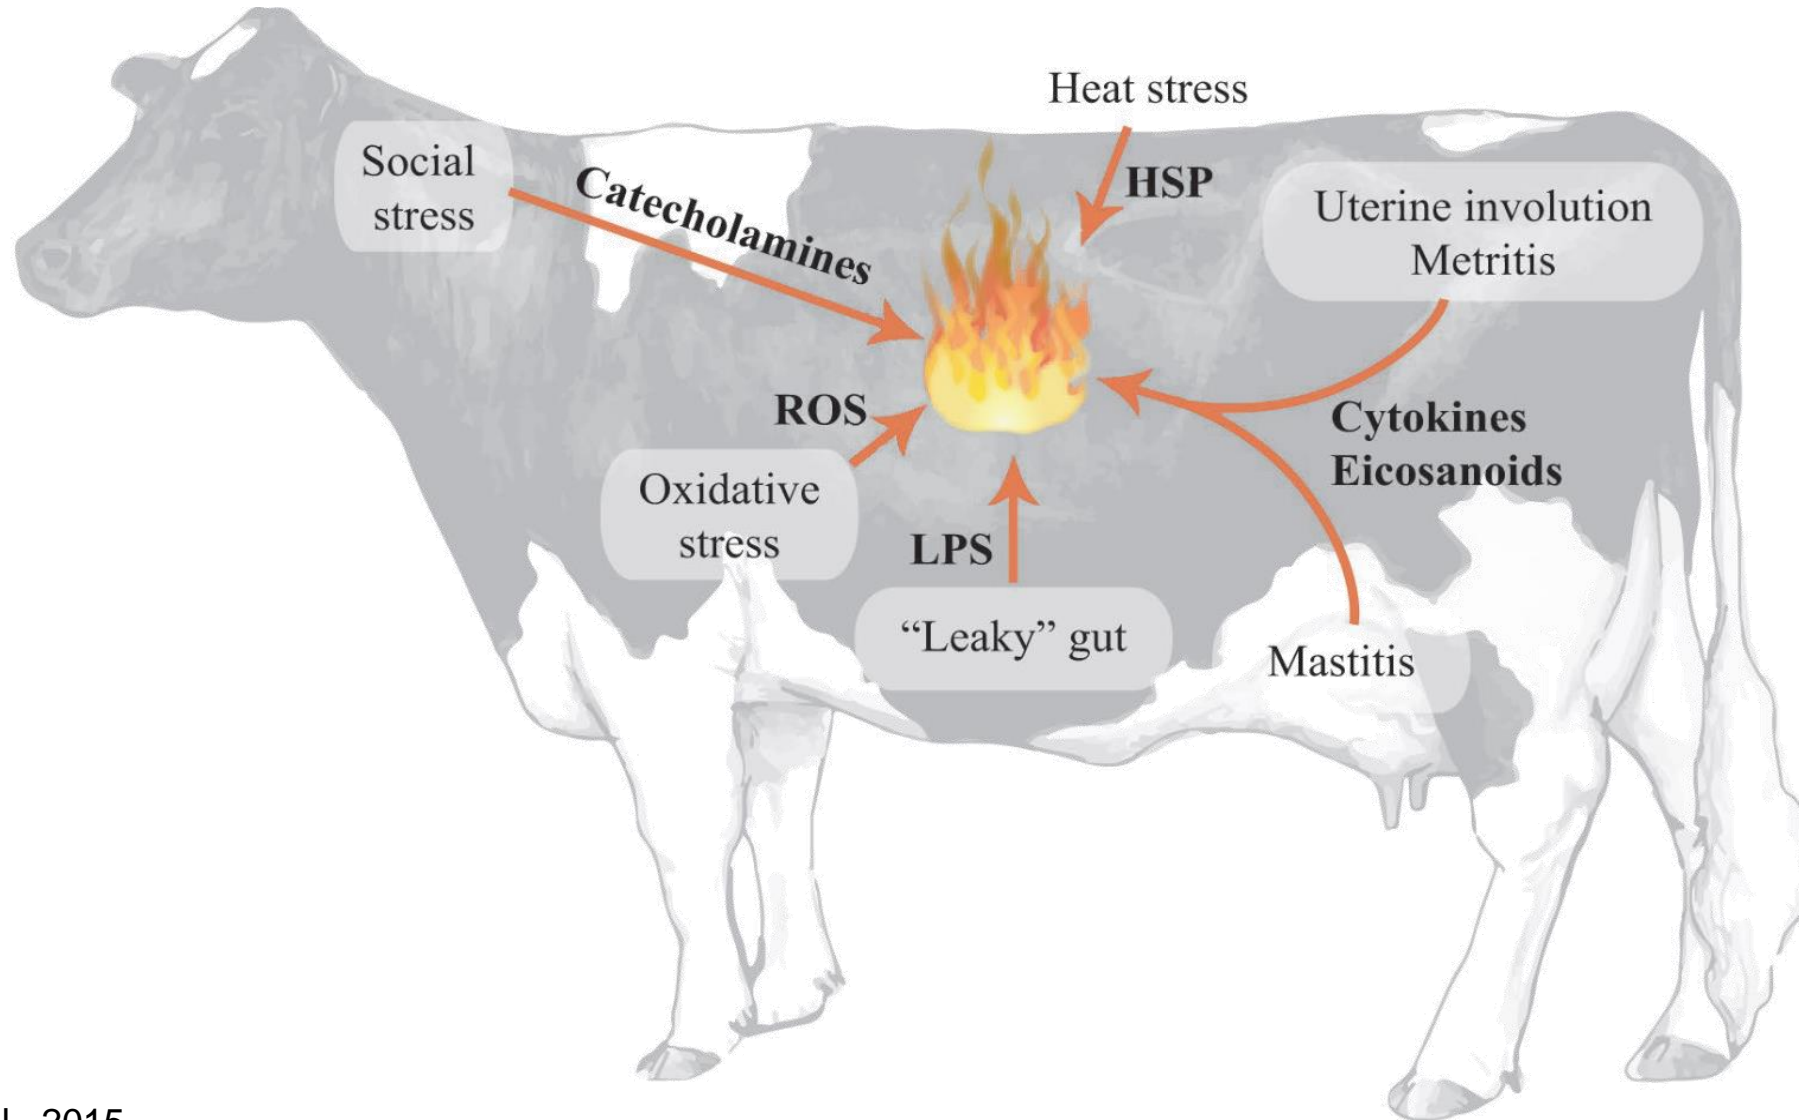 Heat stress
Social
stress
Catecholamines
HSP
Uterine involution
Metritis
ROS
Cytokines
Eicosanoids
Oxidative
stress
LPS
“Leaky” gut
Mastitis
2015